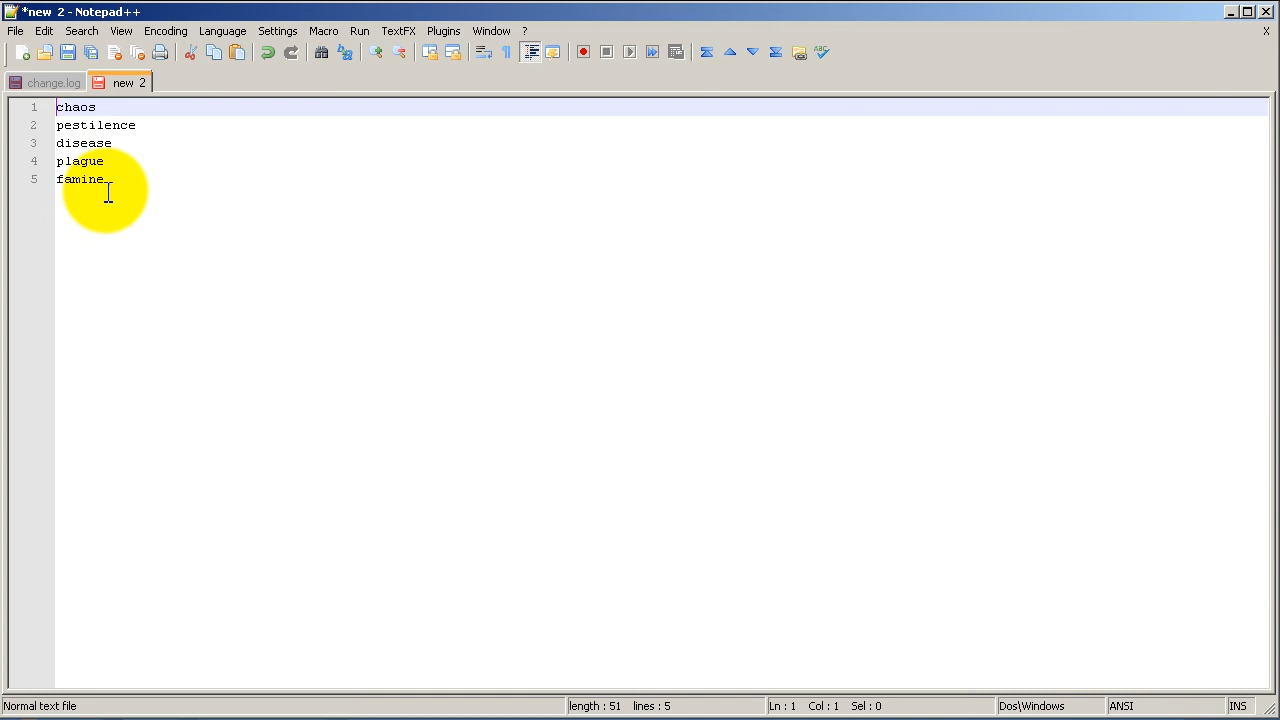 *new 2 - Notepad++
File Edit Search View Encoding Language Settings Macro Run TextFX Plugins Window ? X
change.log new 2
1 chaos
2 pestilence
3 disease
4 plague
5 famine
Normal text file length : 51 lines : 5 Ln : 1 Col : 1 Sel : 0 Dos\Windows ANSI INS